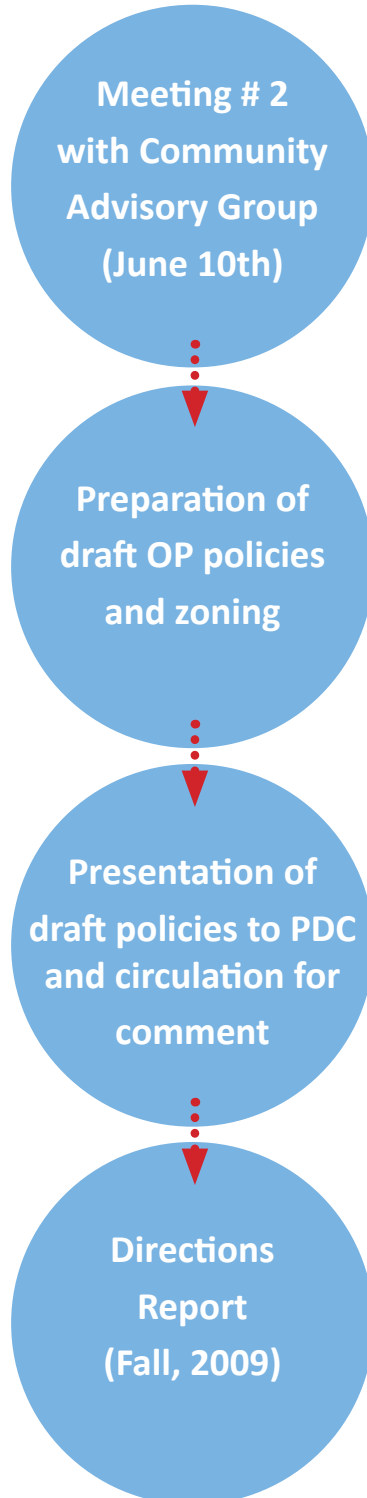 Meeting # 2
with Community
Advisory Group
(June 10th)
Preparation of
draft OP policies
and zoning
Presentation of
draft policies to PDC
and circulation for
comment
Directions
Report
(Fall, 2009)